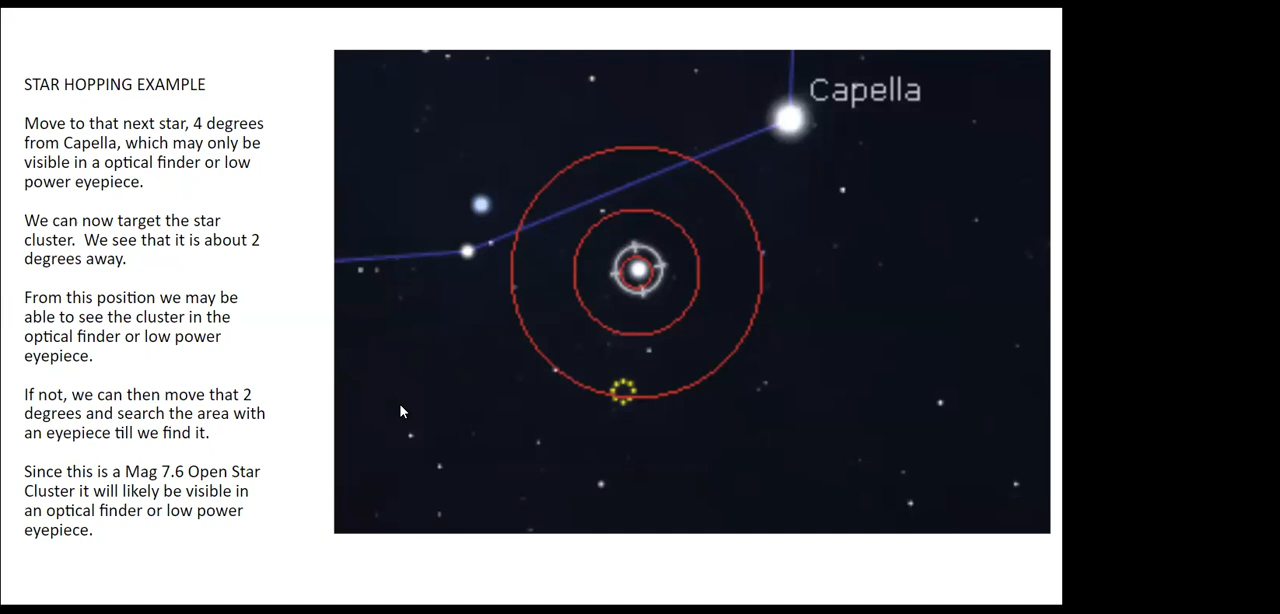 STAR HOPPING EXAMPLE
Move to that next star, 4 degrees
from Capella, which may only be
visible in a optical finder or low
power eyepiece.
We can now target the star
cluster.  We see that it is about 2
degrees away.
From this position we may be
able to see the cluster in the
optical finder or low power
eyepiece.
If not, we can then move that 2
degrees and search the area with
an eyepiece till we find it.
Since this is a Mag 7.6 Open Star
Cluster it will likely be visible in
an optical finder or low power
eyepiece.
Capella